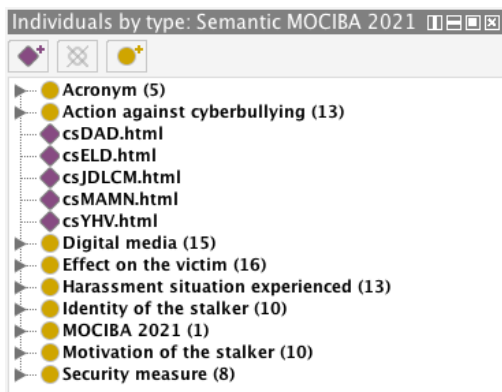 Individuals by type: Semantic MOCIBA 2021
Acronym (5)
Action against cyberbullying (13)
csDAD.html
csELD.html
csJDLCM.html
csMAMN.html
csYHV.html
Digital media (15)
Effect on the victim (16)
Harassment situation experienced (13)
Identity of the stalker (10)
MOCIBA 2021 (1)
Motivation of the stalker (10)
Security measure (8)